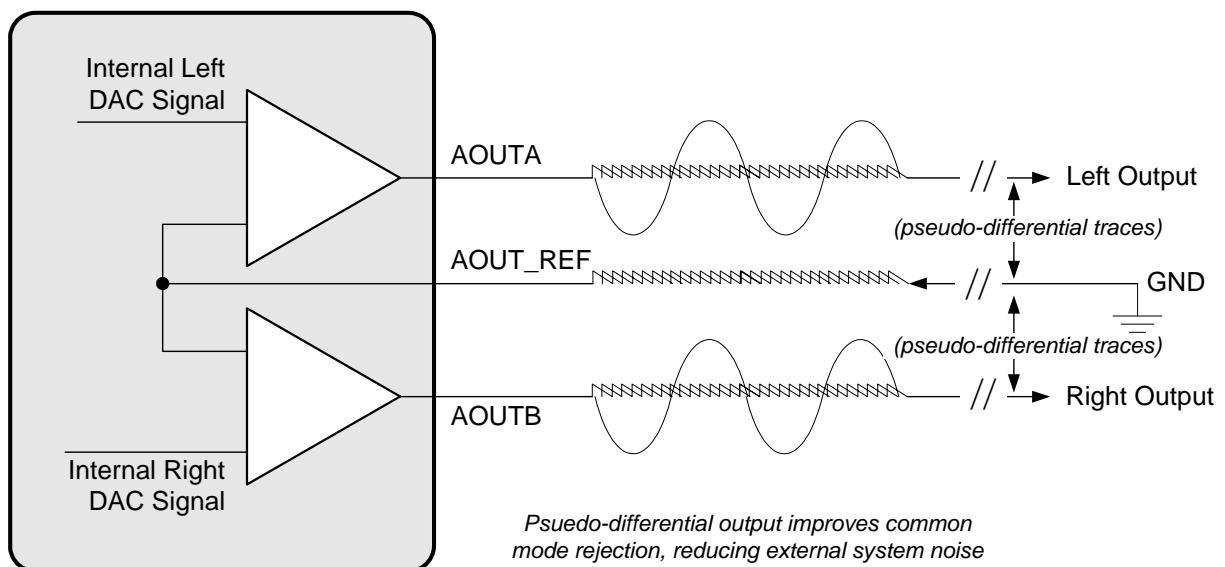 Internal Left
DAC Signal
AOUTA
Left Output
(pseudo-differential traces)
AOUT_REF
GND
(pseudo-differential traces)
AOUTB
Right Output
Internal Right
DAC Signal
Psuedo-differential output improves common
mode rejection, reducing external system noise